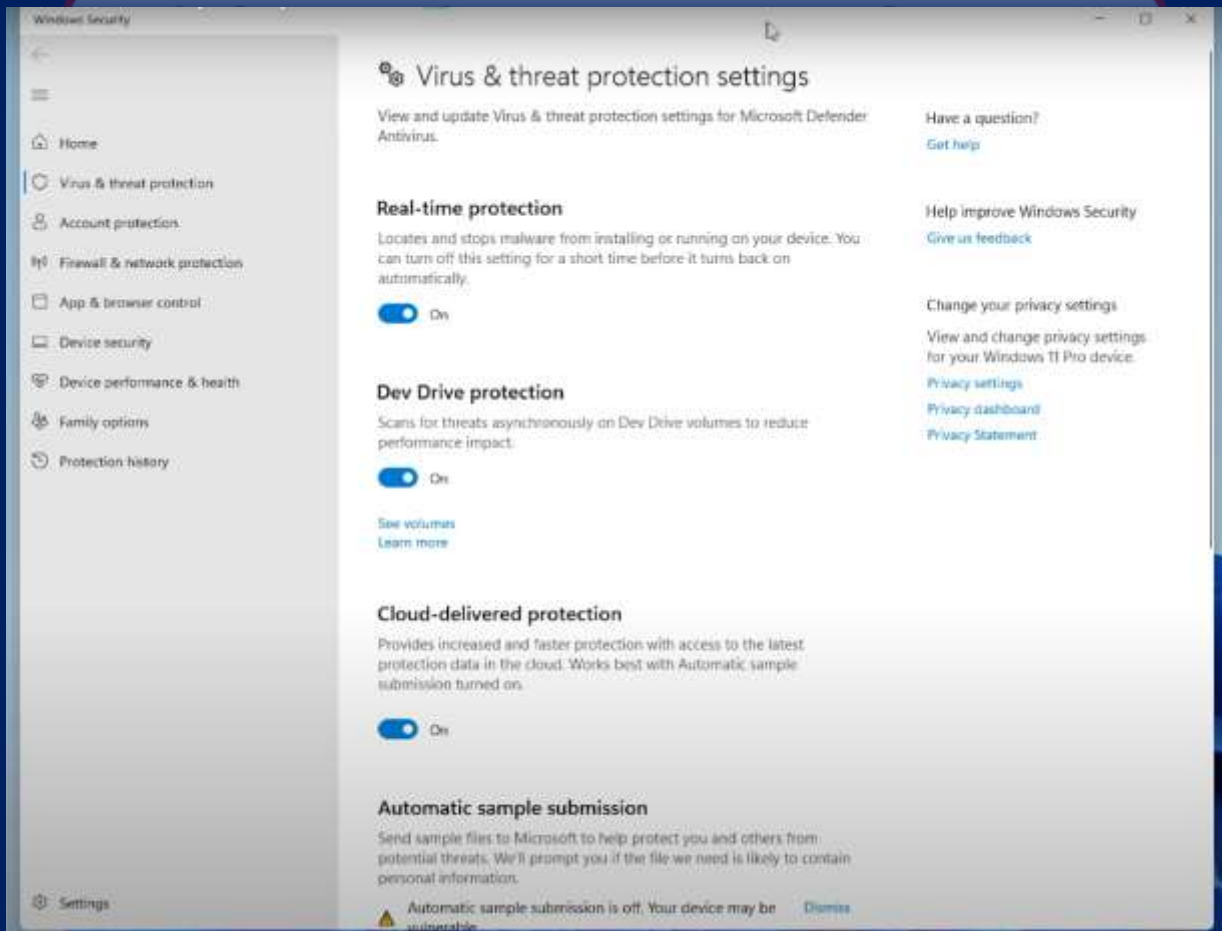 Windows Security
Home
Virus & threat protection
Account protection
Firewall & network protection
App & browser control
Device security
Device performance & health
Family options
Protection history
Settings
Virus & threat protection settings
View and update Virus & threat protection settings for Microsoft Defender
Antivirus.
Real-time protection
Locates and stops malware from installing or running on your device. You
can turn off this setting for a short time before it turns back on
automatically.
On
Dev Drive protection
Scans for threats asynchronously on Dev Drive volumes to reduce
performance impact.
On
See volumes
Learn more
Cloud-delivered protection
Provides increased and faster protection with access to the latest
protection data in the cloud. Works best with Automatic sample
submission turned on.
On
Automatic sample submission
Send sample files to Microsoft to help protect you and others from
potential threats. We'll prompt you if the file we need is likely to contain
personal information.
Automatic sample submission is off. Your device may be
vulnerable.
Dismiss
Have a question?
Get help
Help improve Windows Security
Give us feedback
Change your privacy settings
View and change privacy settings
for your Windows 11 Pro device.
Privacy settings
Privacy dashboard
Privacy Statement